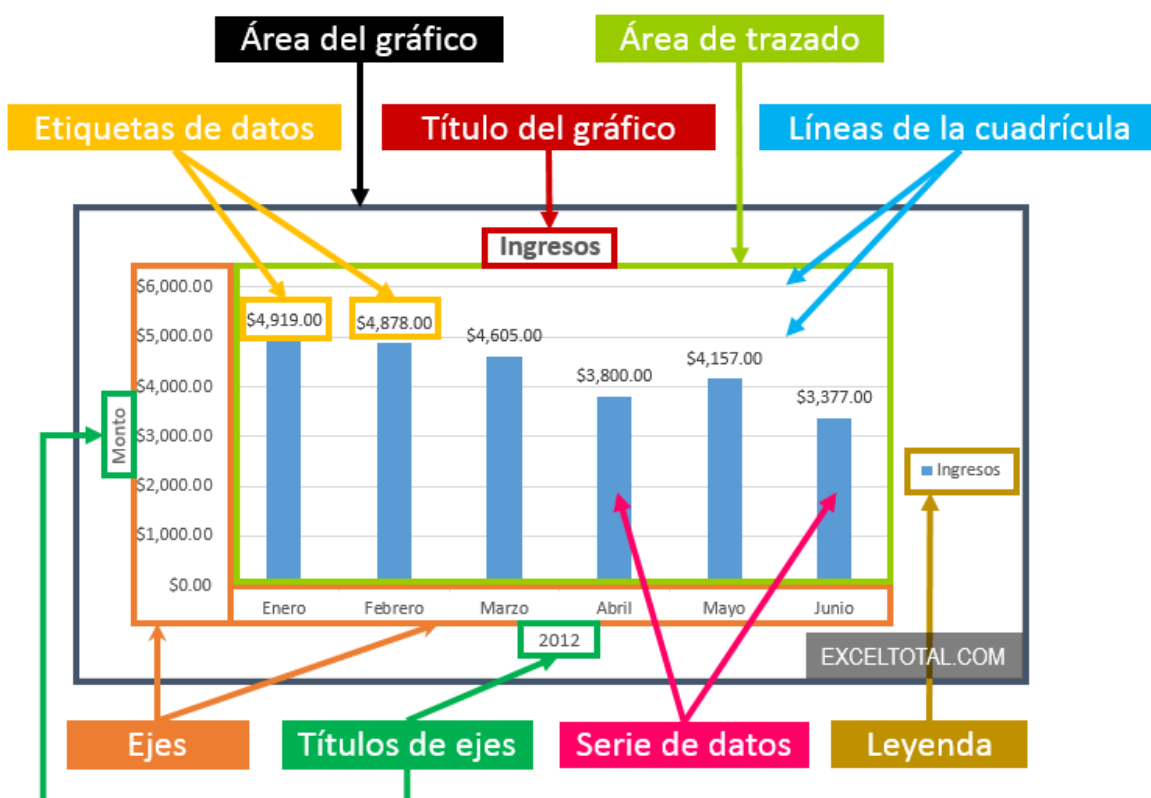 Área del gráfico
Área de trazado
Etiquetas de datos
Título del gráfico
Líneas de la cuadrícula
Ingresos
$6,000.00
$5,000.00
$4,000.00
$3,000.00
$2,000.00
$1,000.00
$0.00
Monto
$4,919.00
$4,878.00
$4,605.00
$3,800.00
$4,157.00
$3,377.00
Ingresos
Enero
Febrero
Marzo
Abril
Mayo
Junio
2012
EXCELTOTAL.COM
Ejes
Títulos de ejes
Serie de datos
Leyenda